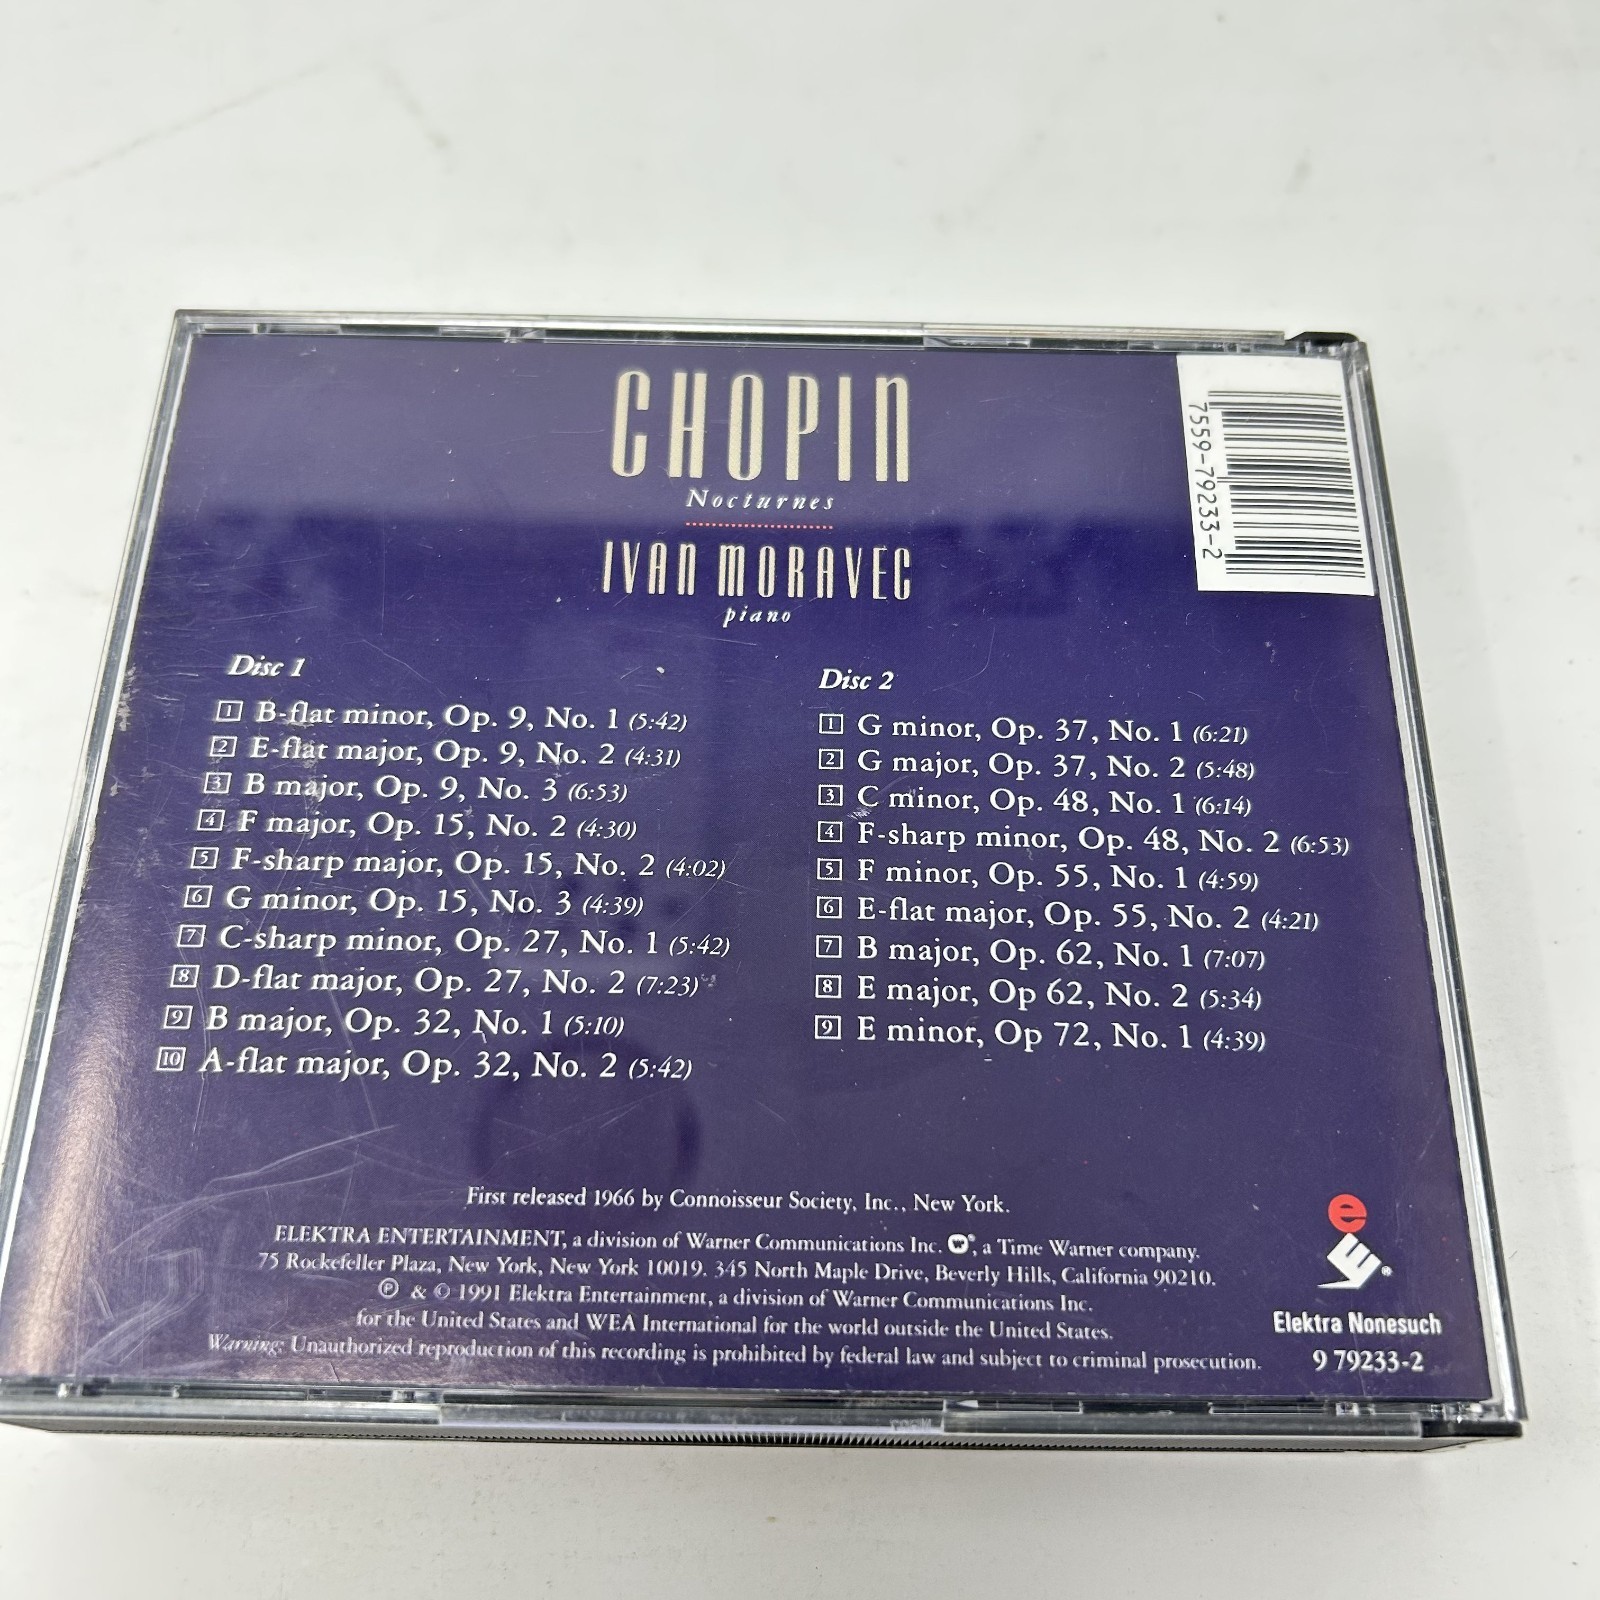 CHOPIN
Nocturnes
IVAN MORAVEC
piano
7559-79233-2
Disc 1
1 B-flat minor, Op. 9, No. 1 (5:42)
2 E-flat major, Op. 9, No. 2 (4:31)
3 B major, Op. 9, No. 3 (6:53)
4 F major, Op. 15, No. 2 (4:30)
5 F-sharp major, Op. 15, No. 2 (4:02)
6 G minor, Op. 15, No. 3 (4:39)
7 C-sharp minor, Op. 27, No. 1 (5:42)
8 D-flat major, Op. 27, No. 2 (7:23)
9 B major, Op. 32, No. 1 (5:10)
10 A-flat major, Op. 32, No. 2 (5:42)
Disc 2
1 G minor, Op. 37, No. 1 (6:21)
2 G major, Op. 37, No. 2 (5:48)
3 C minor, Op. 48, No. 1 (6:14)
4 F-sharp minor, Op. 48, No. 2 (6:53)
5 F minor, Op. 55, No. 1 (4:59)
6 E-flat major, Op. 55, No. 2 (4:21)
7 B major, Op. 62, No. 1 (7:07)
8 E major, Op 62, No. 2 (5:34)
9 E minor, Op 72, No. 1 (4:39)
First released 1966 by Connoisseur Society, Inc., New York.
ELEKTRA ENTERTAINMENT, a division of Warner Communications Inc. ®, a Time Warner company.
75 Rockefeller Plaza, New York, New York 10019. 345 North Maple Drive, Beverly Hills, California 90210.
℗ & © 1991 Elektra Entertainment, a division of Warner Communications Inc.
for the United States and WEA International for the world outside the United States.
Warning: Unauthorized reproduction of this recording is prohibited by federal law and subject to criminal prosecution.
e
®
Elektra Nonesuch
9 79233-2